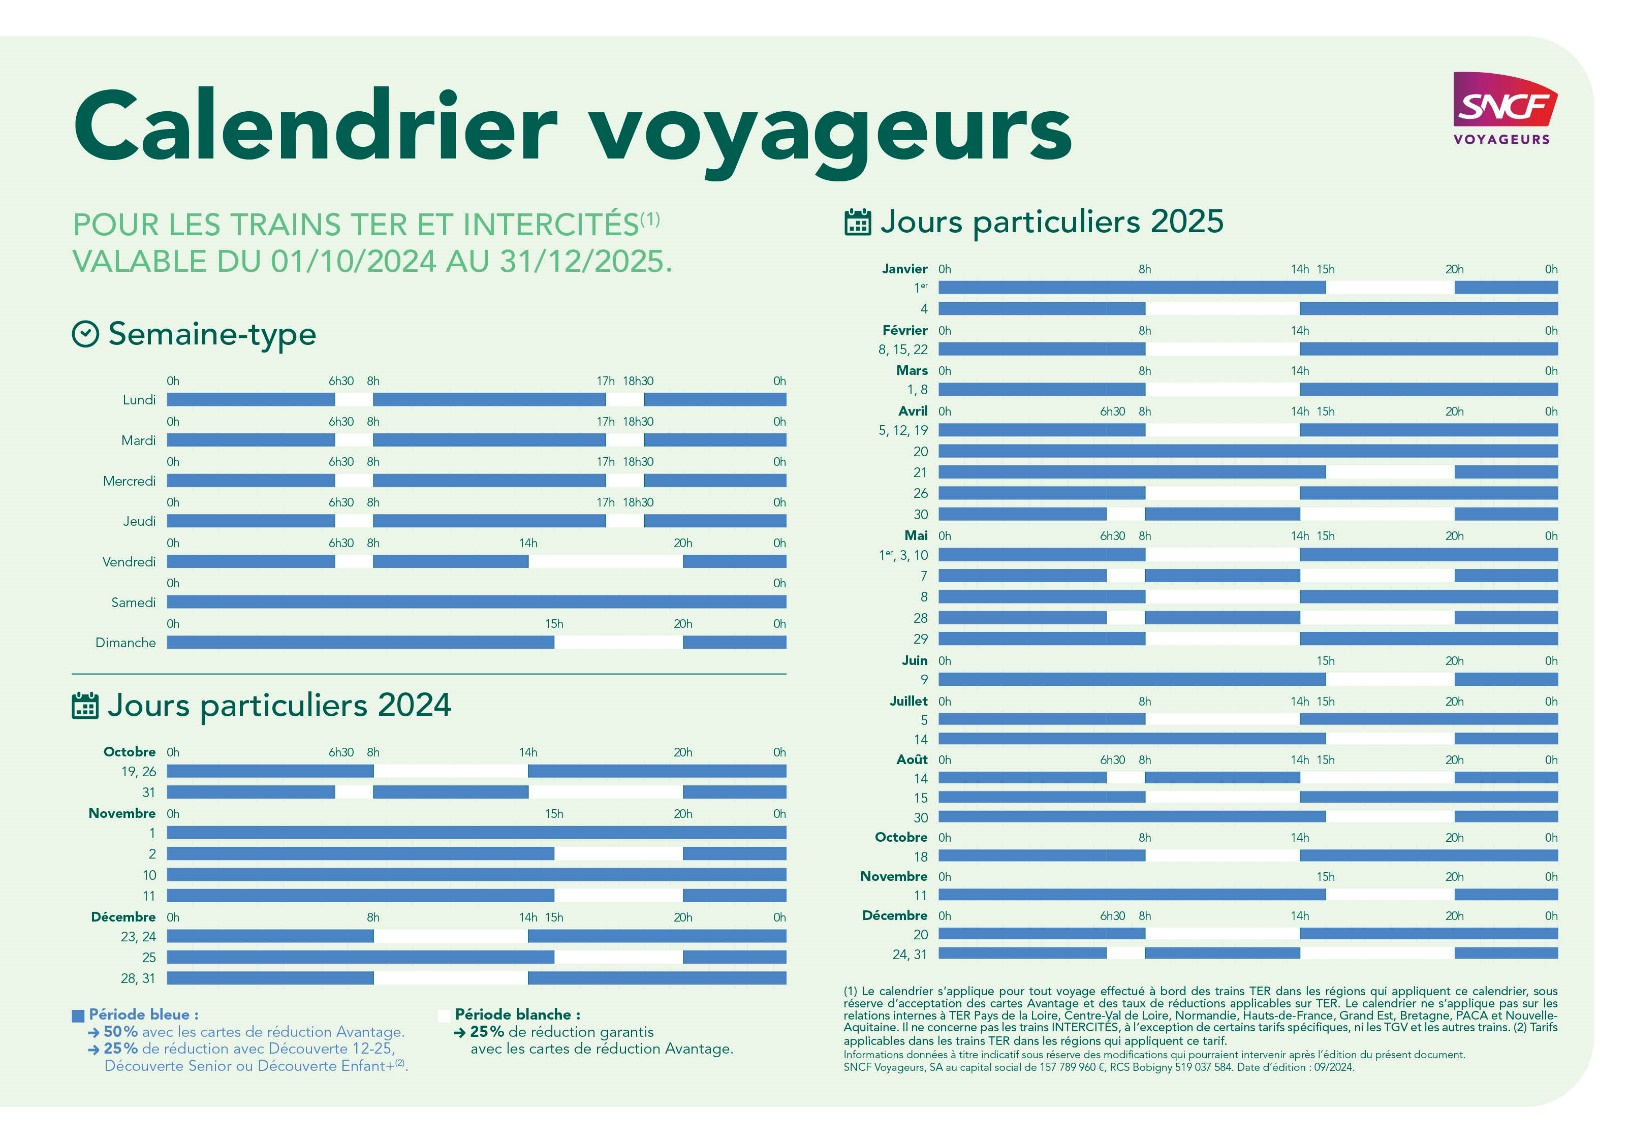 Calendrier voyageurs
SNCF
VOYAGEURS
POUR LES TRAINS TER ET INTERCITÉS(1)
VALABLE DU 01/10/2024 AU 31/12/2025.
Semaine-type
0h 6h30 8h 17h 18h30 0h
Lundi
0h 6h30 8h 17h 18h30 0h
Mardi
0h 6h30 8h 17h 18h30 0h
Mercredi
0h 6h30 8h 17h 18h30 0h
Jeudi
0h 6h30 8h 14h 20h 0h
Vendredi
0h 0h
Samedi
0h 15h 20h 0h
Dimanche
Jours particuliers 2024
Octobre 0h 6h30 8h 14h 20h 0h
19, 26
31
Novembre 0h 15h 20h 0h
1
2
10
11
Décembre 0h 8h 14h 15h 20h 0h
23, 24
25
28, 31
Période bleue :
→ 50% avec les cartes de réduction Avantage.
→ 25% de réduction avec Découverte 12-25,
Découverte Senior ou Découverte Enfant+(2).
Période blanche :
→ 25% de réduction garantis
avec les cartes de réduction Avantage.
Jours particuliers 2025
Janvier 0h 8h 14h 15h 20h 0h
1er
4
Février 0h 8h 14h 0h
8, 15, 22
Mars 0h 8h 14h 0h
1, 8
Avril 0h 6h30 8h 14h 15h 20h 0h
5, 12, 19
20
21
26
30
Mai 0h 6h30 8h 14h 15h 20h 0h
1er, 3, 10
7
8
28
29
Juin 0h 15h 20h 0h
9
Juillet 0h 8h 14h 15h 20h 0h
5
14
Août 0h 6h30 8h 14h 15h 20h 0h
14
15
30
Octobre 0h 8h 14h 20h 0h
18
Novembre 0h 15h 20h 0h
11
Décembre 0h 6h30 8h 14h 20h 0h
20
24, 31
(1) Le calendrier s'applique pour tout voyage effectué à bord des trains TER dans les régions qui appliquent ce calendrier, sous
réserve d'acceptation des cartes Avantage et des taux de réductions applicables sur TER. Le calendrier ne s'applique pas sur les
relations internes à TER Pays de la Loire, Centre-Val de Loire, Normandie, Hauts-de-France, Grand Est, Bretagne, PACA et Nouvelle-
Aquitaine. Il ne concerne pas les trains INTERCITÉS, à l'exception de certains tarifs spécifiques, ni les TGV et les autres trains. (2) Tarifs
applicables dans les trains TER dans les régions qui appliquent ce tarif.
Informations données à titre indicatif sous réserve des modifications qui pourraient intervenir après l'édition du présent document.
SNCF Voyageurs, SA au capital social de 157 789 960 €, RCS Bobigny 519 037 584. Date d'édition : 09/2024.